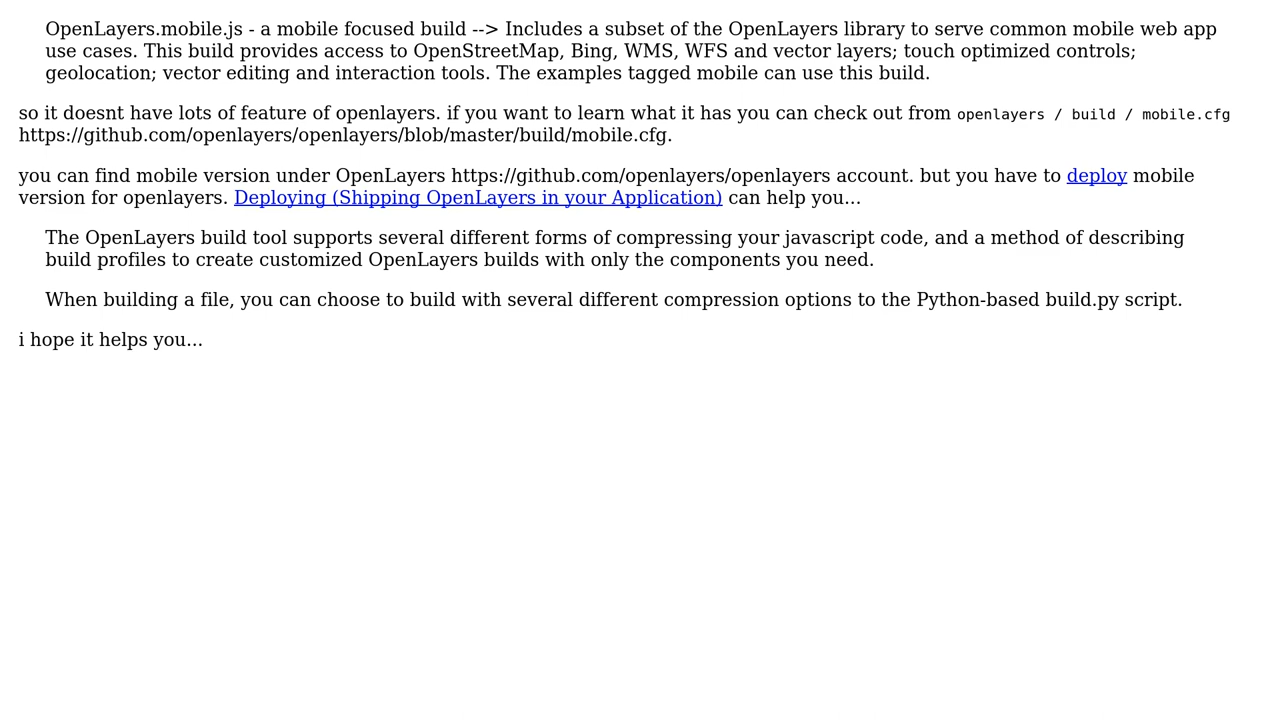 OpenLayers.mobile.js - a mobile focused build --> Includes a subset of the OpenLayers library to serve common mobile web app
use cases. This build provides access to OpenStreetMap, Bing, WMS, WFS and vector layers; touch optimized controls;
geolocation; vector editing and interaction tools. The examples tagged mobile can use this build.
so it doesnt have lots of feature of openlayers. if you want to learn what it has you can check out from openlayers / build / mobile.cfg
https://github.com/openlayers/openlayers/blob/master/build/mobile.cfg.
you can find mobile version under OpenLayers https://github.com/openlayers/openlayers account. but you have to deploy mobile
version for openlayers. Deploying (Shipping OpenLayers in your Application) can help you...
The OpenLayers build tool supports several different forms of compressing your javascript code, and a method of describing
build profiles to create customized OpenLayers builds with only the components you need.
When building a file, you can choose to build with several different compression options to the Python-based build.py script.
i hope it helps you...